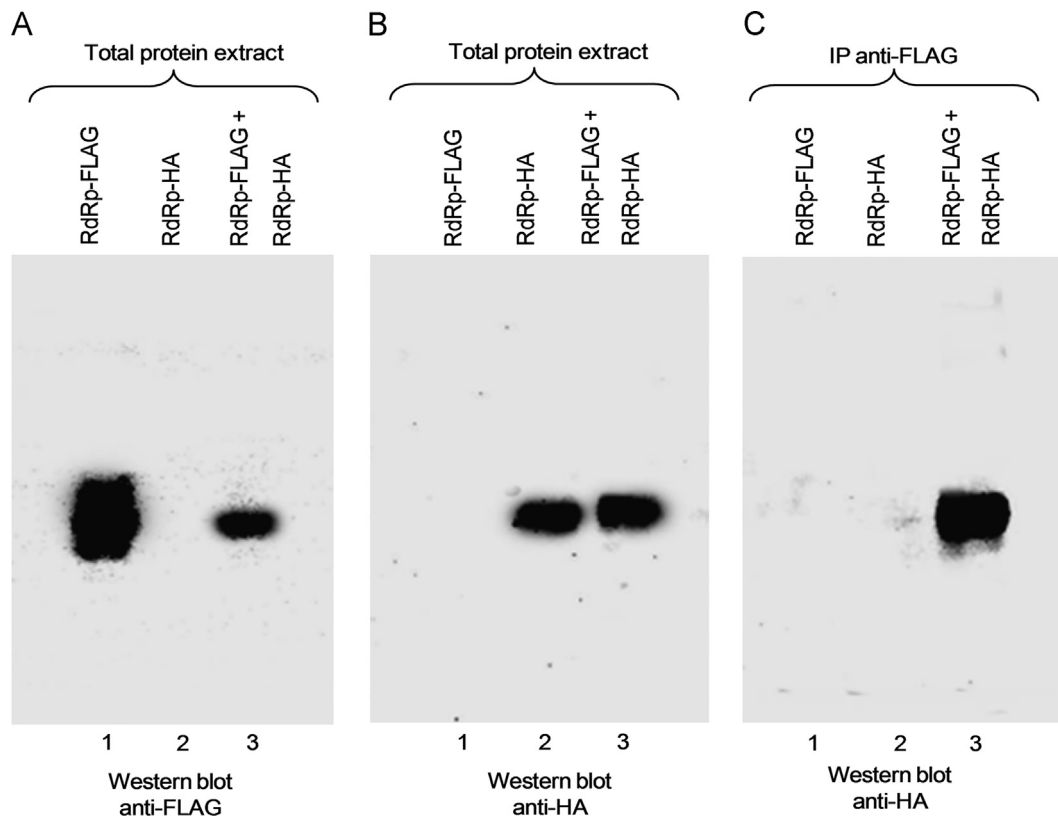 A
Total protein extract
RdRp-FLAG
RdRp-HA
RdRp-FLAG +
RdRp-HA
1
2
3
Western blot
anti-FLAG
B
Total protein extract
RdRp-FLAG
RdRp-HA
RdRp-FLAG +
RdRp-HA
1
2
3
Western blot
anti-HA
C
IP anti-FLAG
RdRp-FLAG
RdRp-HA
RdRp-FLAG +
RdRp-HA
1
2
3
Western blot
anti-HA